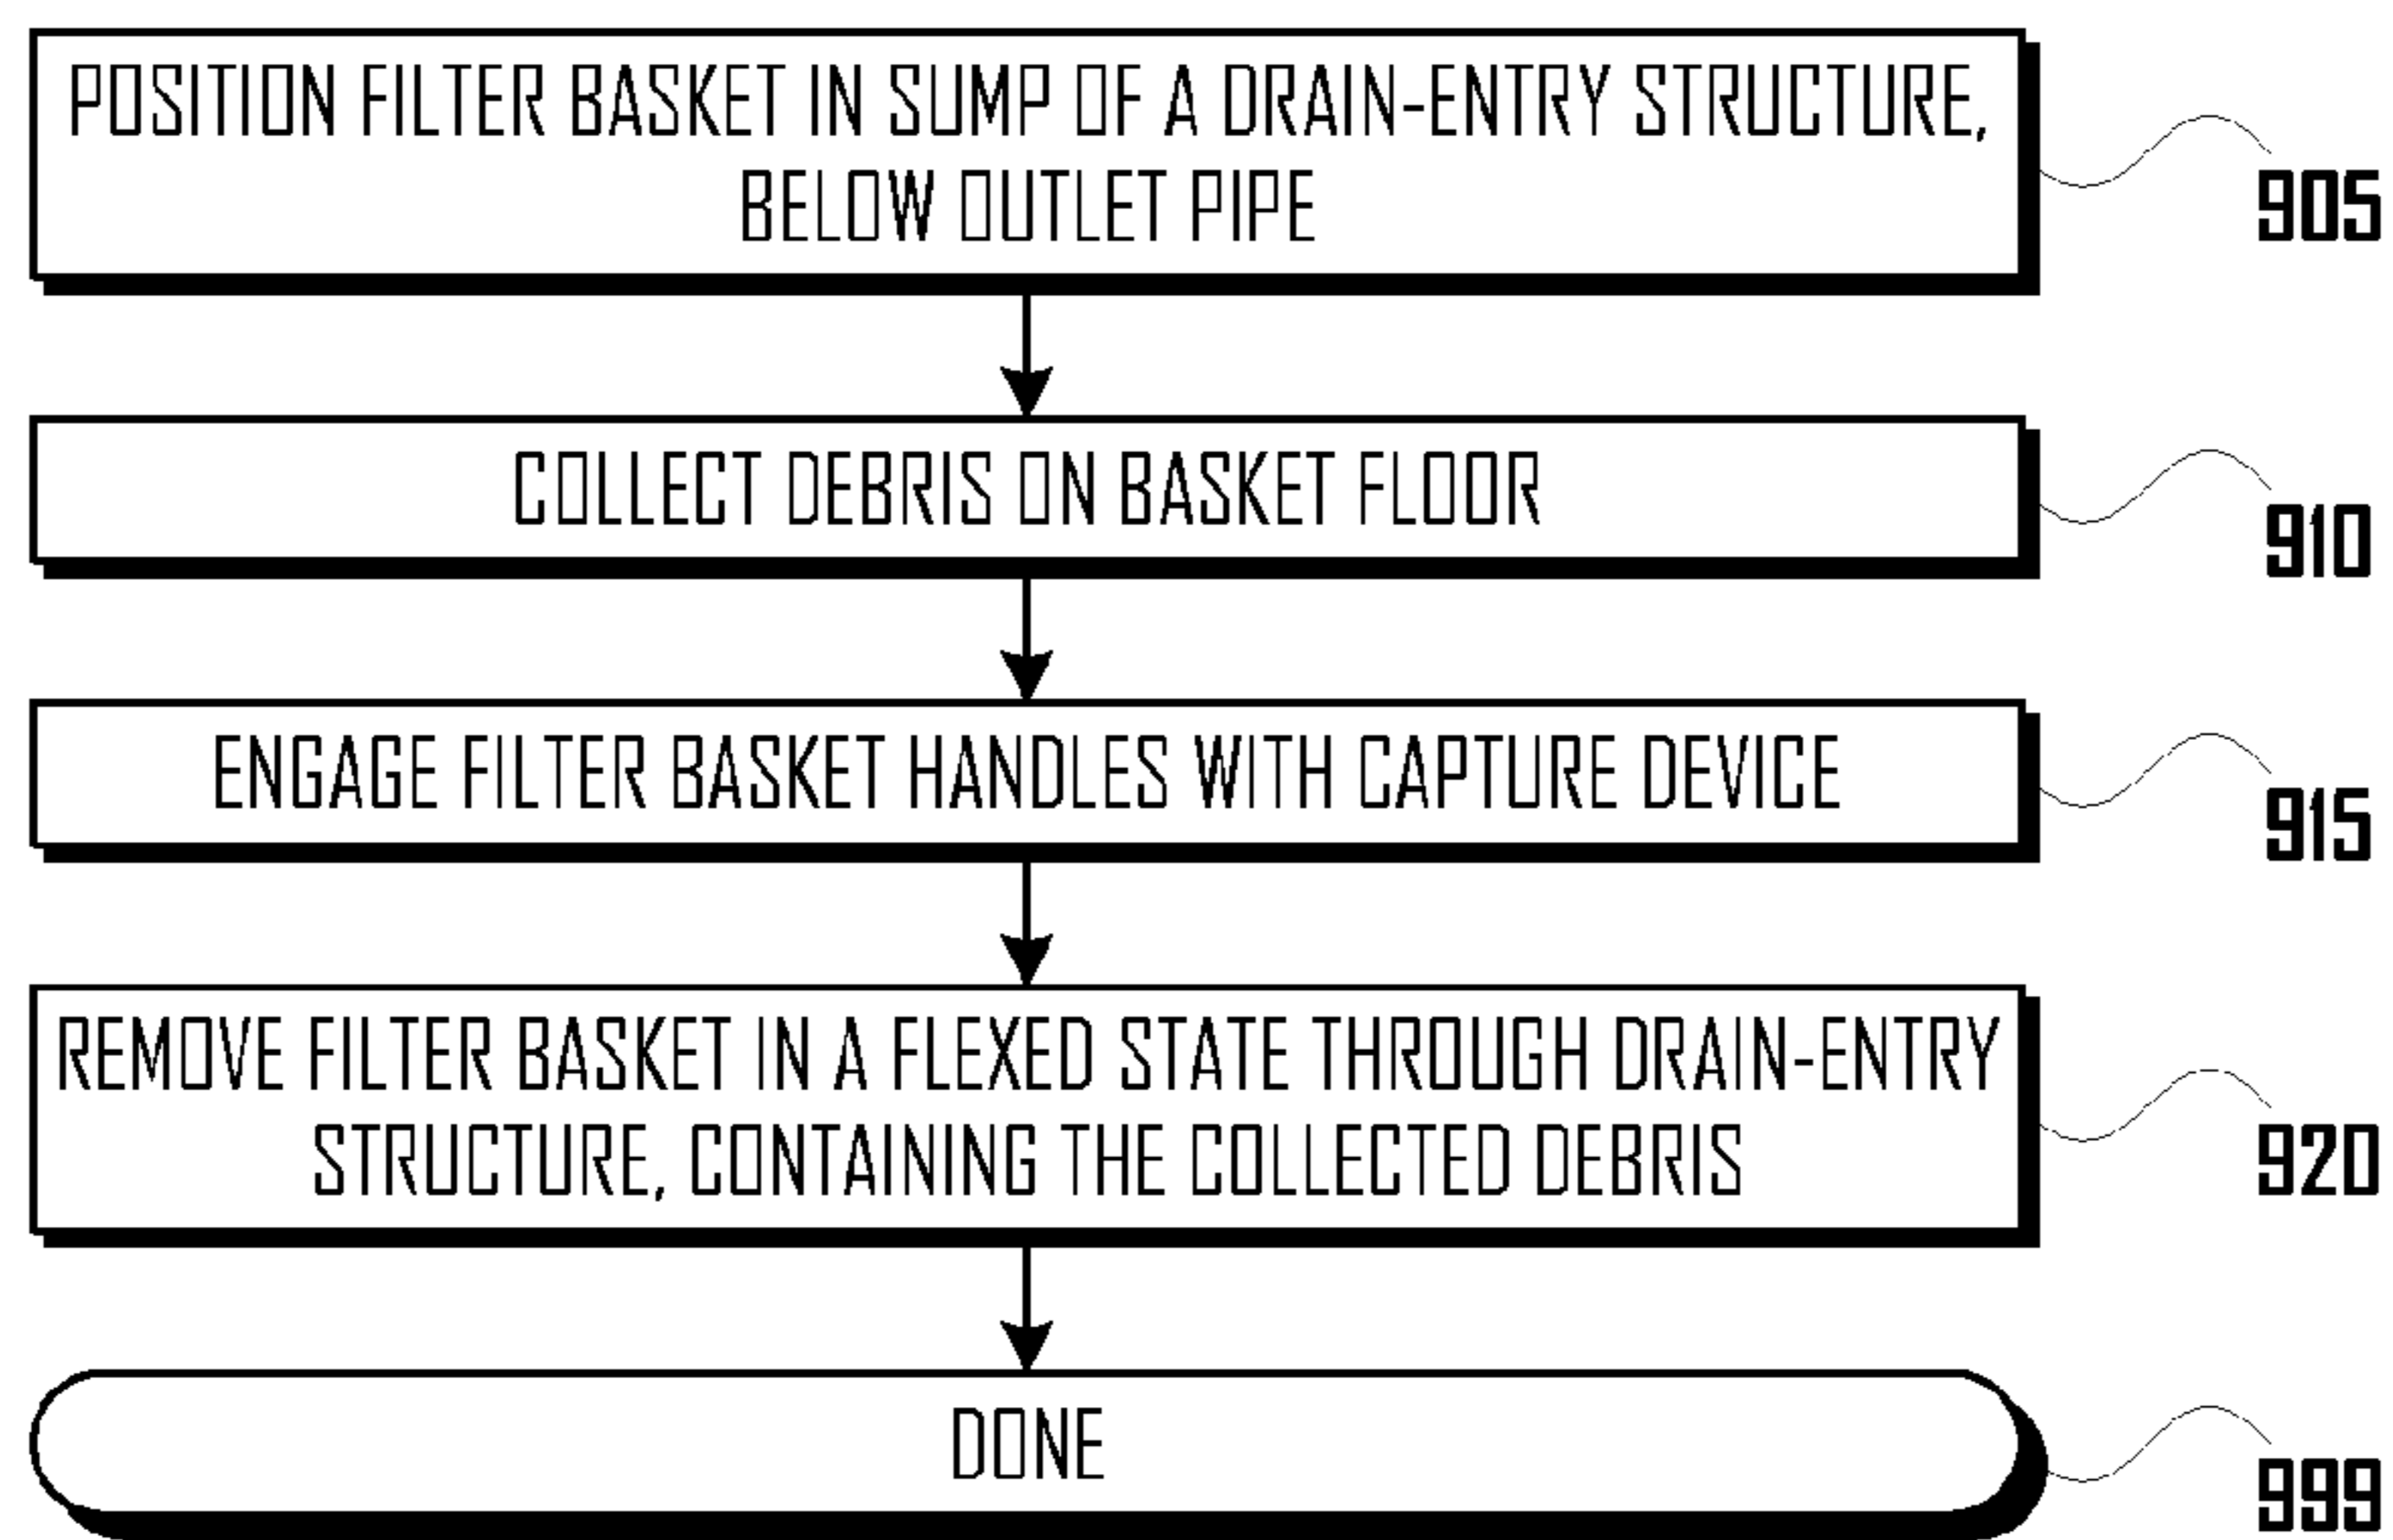 POSITION FILTER BASKET IN SUMP OF A DRAIN-ENTRY STRUCTURE,
BELOW OUTLET PIPE
905
COLLECT DEBRIS ON BASKET FLOOR
910
ENGAGE FILTER BASKET HANDLES WITH CAPTURE DEVICE
915
REMOVE FILTER BASKET IN A FLEXED STATE THROUGH DRAIN-ENTRY
STRUCTURE, CONTAINING THE COLLECTED DEBRIS
920
DONE
999